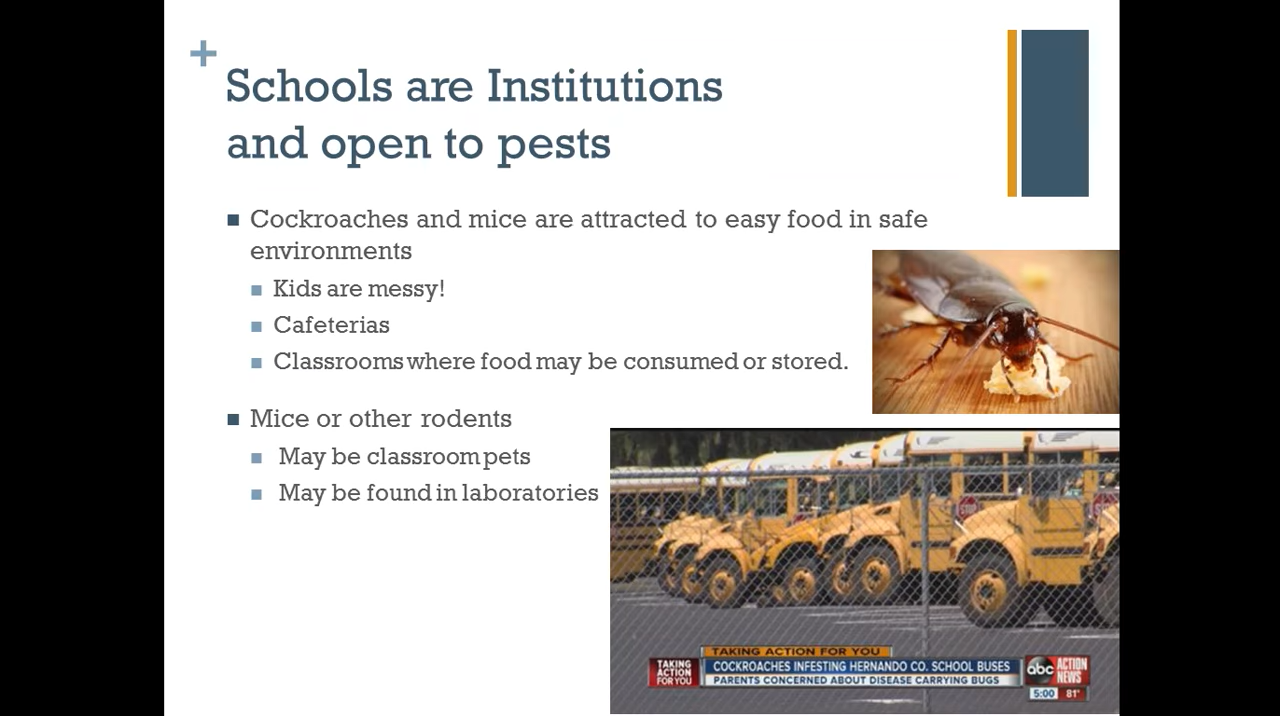 +
Schools are Institutions
and open to pests
Cockroaches and mice are attracted to easy food in safe
environments
Kids are messy!
Cafeterias
Classrooms where food may be consumed or stored.
Mice or other rodents
May be classroom pets
May be found in laboratories
STOP
TAKING ACTION FOR YOU
TAKING
ACTION
FOR YOU
COCKROACHES INFESTING HERNANDO CO. SCHOOL BUSES
PARENTS CONCERNED ABOUT DISEASE CARRYING BUGS
abc ACTION
NEWS
5:00 81°